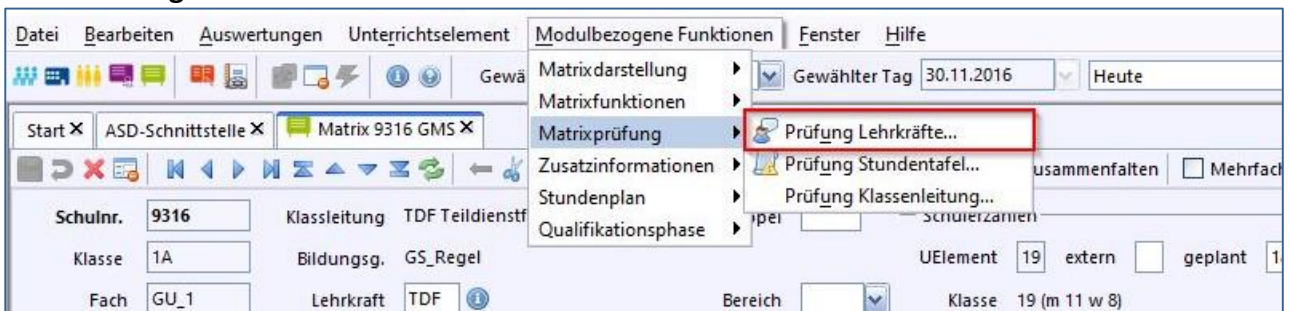 Datei Bearbeiten Auswertungen Unterrichtselement Modulbezogene Funktionen Fenster Hilfe
Gewä Matrixdarstellung Gewählter Tag 30.11.2016 Heute
Matrixfunktionen
Start ASD-Schnittstelle Matrix 9316 GMS Matrixprüfung Prüfung Lehrkräfte...
Zusatzinformationen Prüfung Stundentafel... usammenfalten Mehrfach
Stundenplan Prüfung Klassenleitung...
Schulnr. 9316 Klassleitung TDF Teildienstf
Qualifikationsphase
Klasse 1A Bildungsg. GS_Regel UElement 19 extern geplant
Fach GU_1 Lehrkraft TDF Bereich Klasse 19 (m 11 w 8)